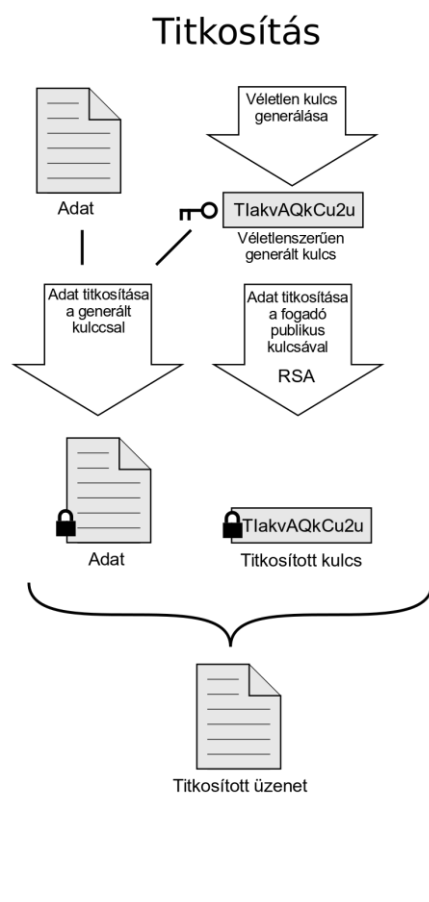 Titkosítás
Véletlen kulcs
generálása
Adat
TIakvAQkCu2u
Véletlenszerűen
generált kulcs
Adat titkosítása
a generált
kulccsal
Adat titkosítása
a fogadó
publikus
kulcsával
RSA
TIakvAQkCu2u
Adat
Titkosított kulcs
Titkosított üzenet